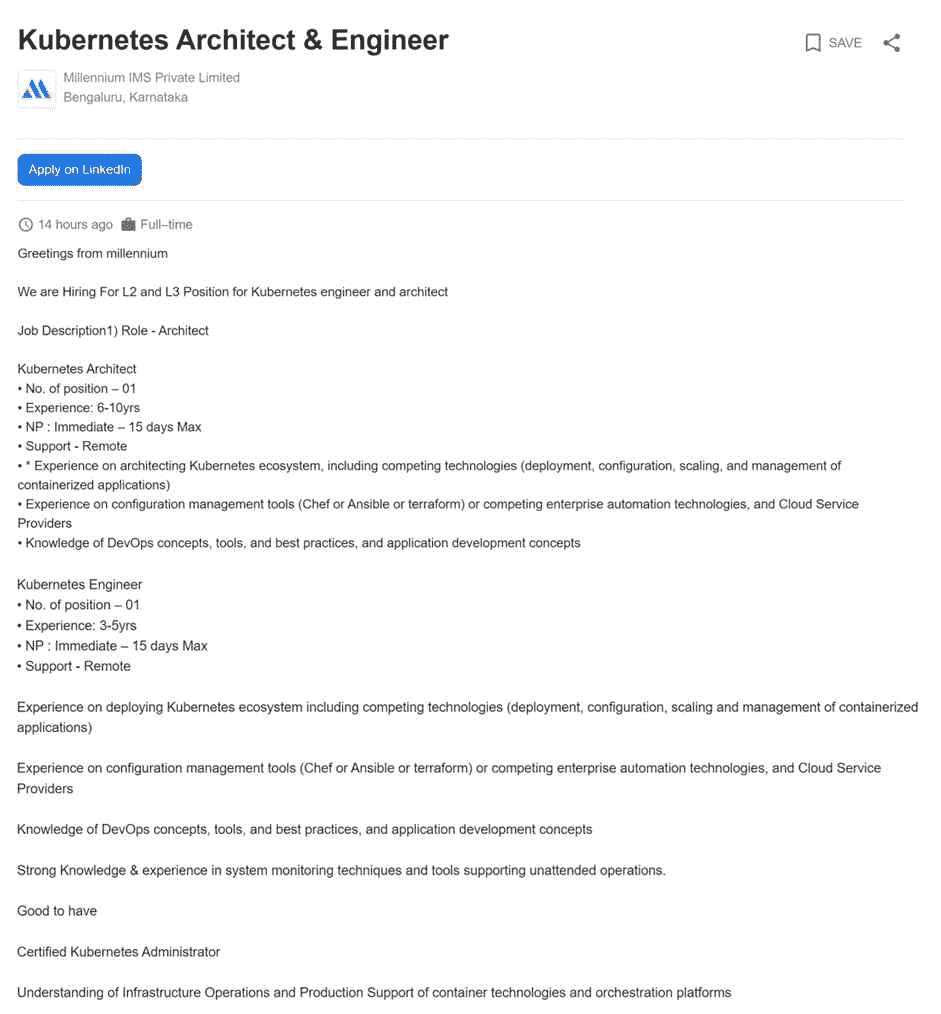 Kubernetes Architect & Engineer
SAVE
Millennium IMS Private Limited
Bengaluru, Karnataka
Apply on LinkedIn
14 hours ago Full–time
Greetings from millennium
We are Hiring For L2 and L3 Position for Kubernetes engineer and architect
Job Description1) Role - Architect
Kubernetes Architect
• No. of position – 01
• Experience: 6-10yrs
• NP : Immediate – 15 days Max
• Support - Remote
• * Experience on architecting Kubernetes ecosystem, including competing technologies (deployment, configuration, scaling, and management of
containerized applications)
• Experience on configuration management tools (Chef or Ansible or terraform) or competing enterprise automation technologies, and Cloud Service
Providers
• Knowledge of DevOps concepts, tools, and best practices, and application development concepts
Kubernetes Engineer
• No. of position – 01
• Experience: 3-5yrs
• NP : Immediate – 15 days Max
• Support - Remote
Experience on deploying Kubernetes ecosystem including competing technologies (deployment, configuration, scaling and management of containerized
applications)
Experience on configuration management tools (Chef or Ansible or terraform) or competing enterprise automation technologies, and Cloud Service
Providers
Knowledge of DevOps concepts, tools, and best practices, and application development concepts
Strong Knowledge & experience in system monitoring techniques and tools supporting unattended operations.
Good to have
Certified Kubernetes Administrator
Understanding of Infrastructure Operations and Production Support of container technologies and orchestration platforms